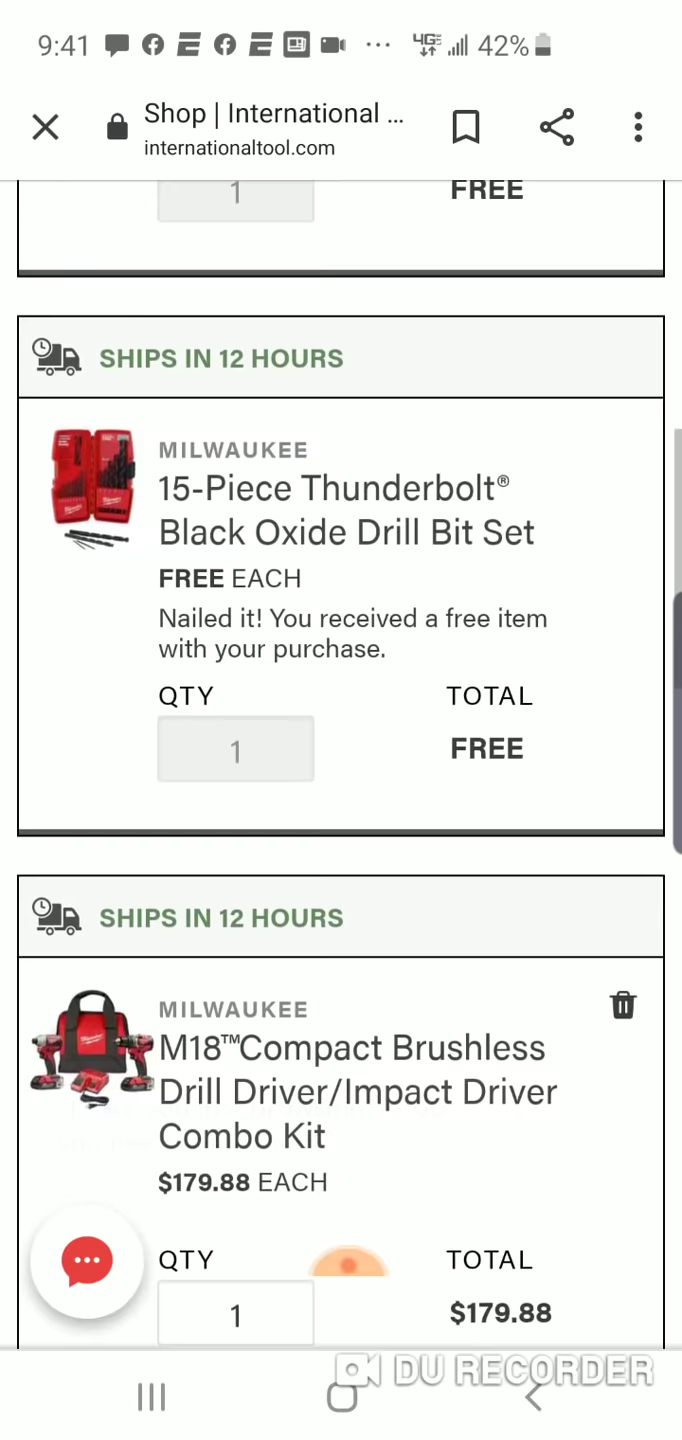 9:41 4GE 42%
Shop | International ...
internationaltool.com
1 FREE
SHIPS IN 12 HOURS
MILWAUKEE
15-Piece Thunderbolt®
Black Oxide Drill Bit Set
FREE EACH
Nailed it! You received a free item
with your purchase.
QTY TOTAL
1 FREE
SHIPS IN 12 HOURS
MILWAUKEE
M18™Compact Brushless
Drill Driver/Impact Driver
Combo Kit
$179.88 EACH
QTY TOTAL
1 $179.88
DU RECORDER